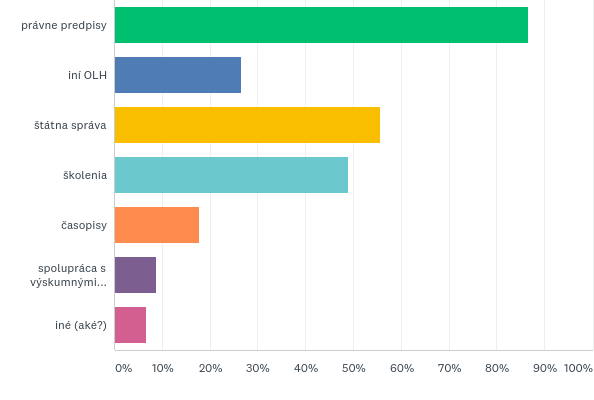 právne predpisy
iní OLH
štátna správa
školenia
časopisy
spolupráca s
výskumnými...
iné (aké?)
0% 10% 20% 30% 40% 50% 60% 70% 80% 90% 100%